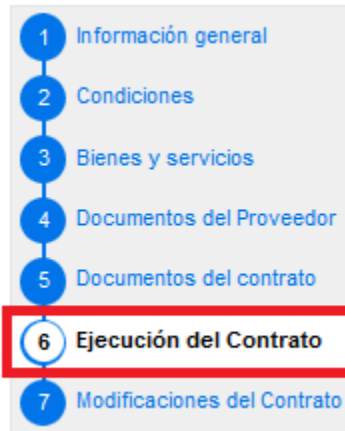 1 Información general
2 Condiciones
3 Bienes y servicios
4 Documentos del Proveedor
5 Documentos del contrato
6 Ejecución del Contrato
7 Modificaciones del Contrato